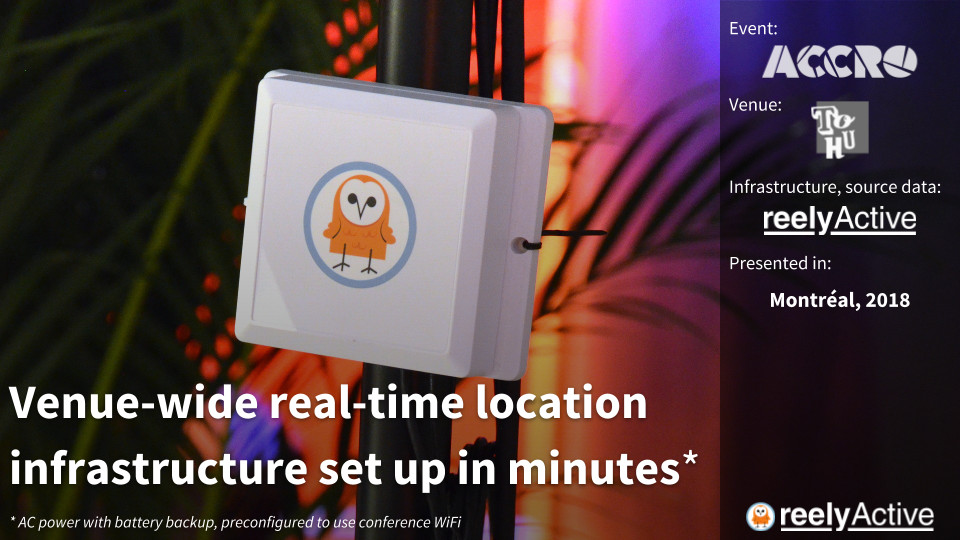 Venue-wide real-time location
infrastructure set up in minutes*
* AC power with battery backup, preconfigured to use conference WiFi
Event:
ACCRO
Venue:
ToHU
Infrastructure, source data:
reelyActive
Presented in:
Montréal, 2018
reelyActive